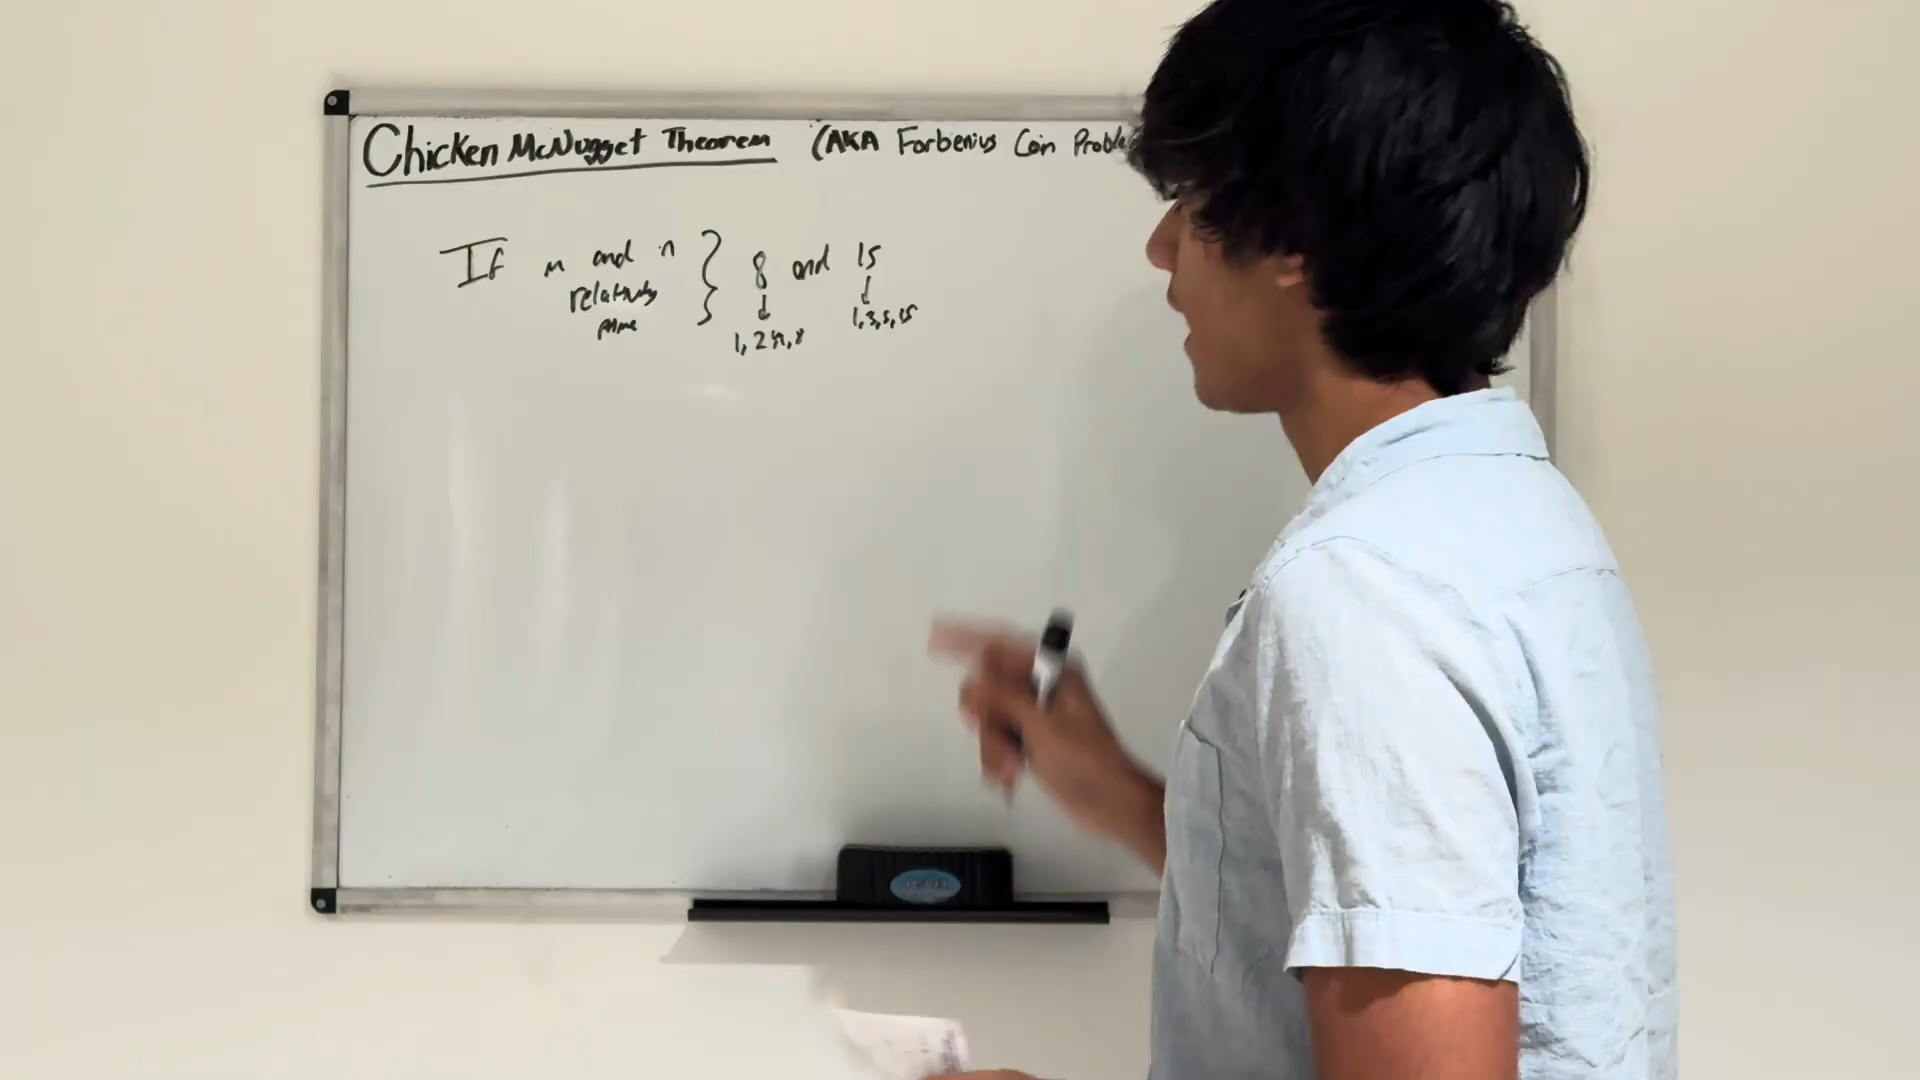 Chicken McNugget Theorem (AKA Forbenius Coin Proble
If m and n } 8 and 15
relatively
prime
1, 2, 4, 8
1, 3, 5, 15